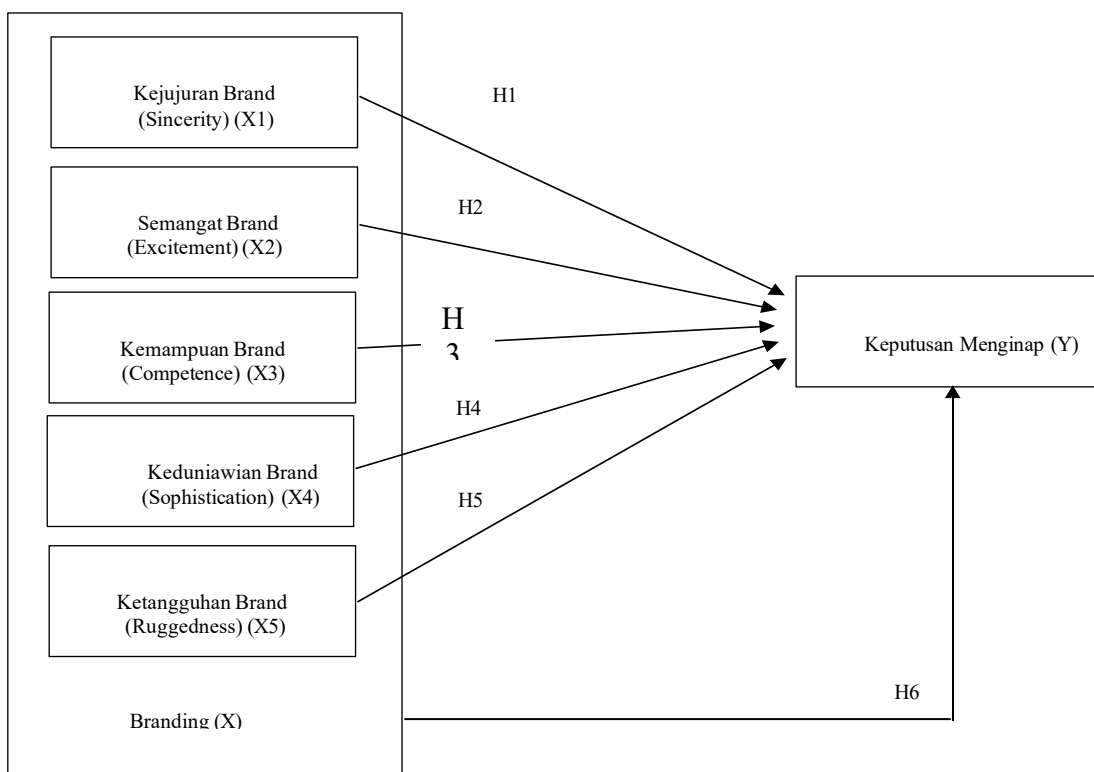 Kejujuran Brand
(Sincerity) (X1)
H1
Semangat Brand
(Excitement) (X2)
H2
Kemampuan Brand
(Competence) (X3)
H
3
Keputusan Menginap (Y)
Keduniawian Brand
(Sophistication) (X4)
H4
Ketangguhan Brand
(Ruggedness) (X5)
H5
Branding (X)
H6